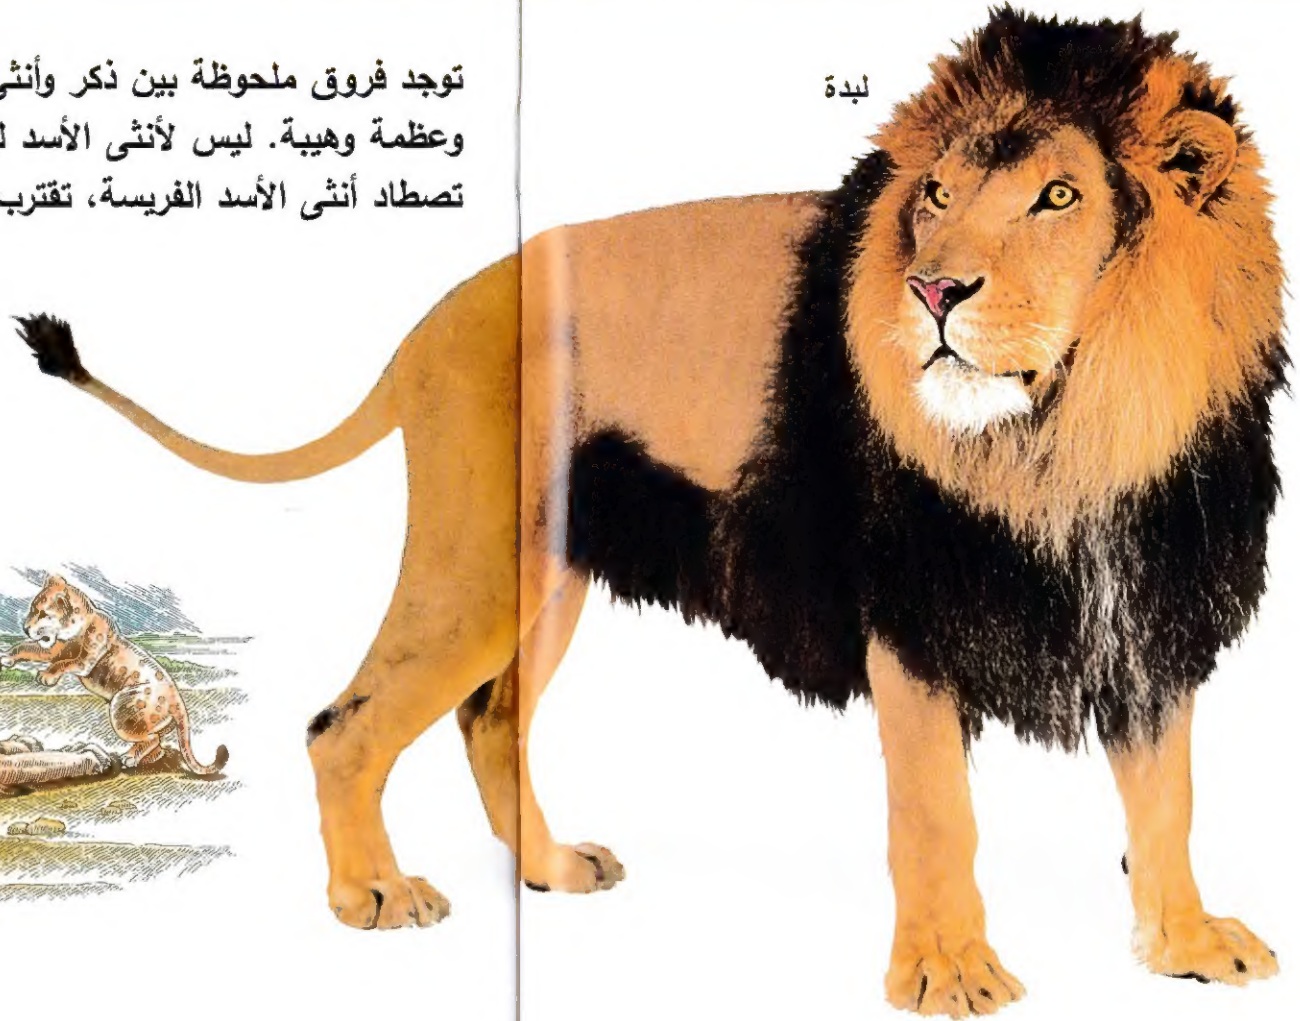 لبدة
توجد فروق ملحوظة بين ذكر وأنثى
وعظمة وهيبة. ليس لأنثى الأسد
تصطاد أنثى الأسد الفريسة، تقترب